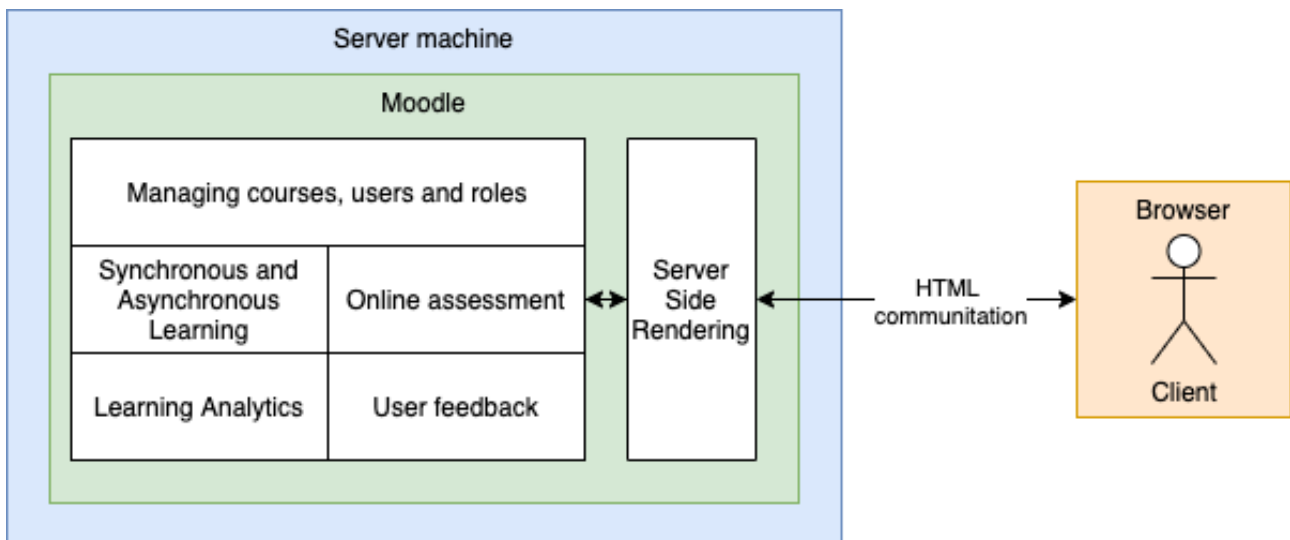 Server machine
Moodle
Managing courses, users and roles
Synchronous and
Asynchronous
Learning
Online assessment
Learning Analytics
User feedback
Server
Side
Rendering
HTML
communitation
Browser
Client